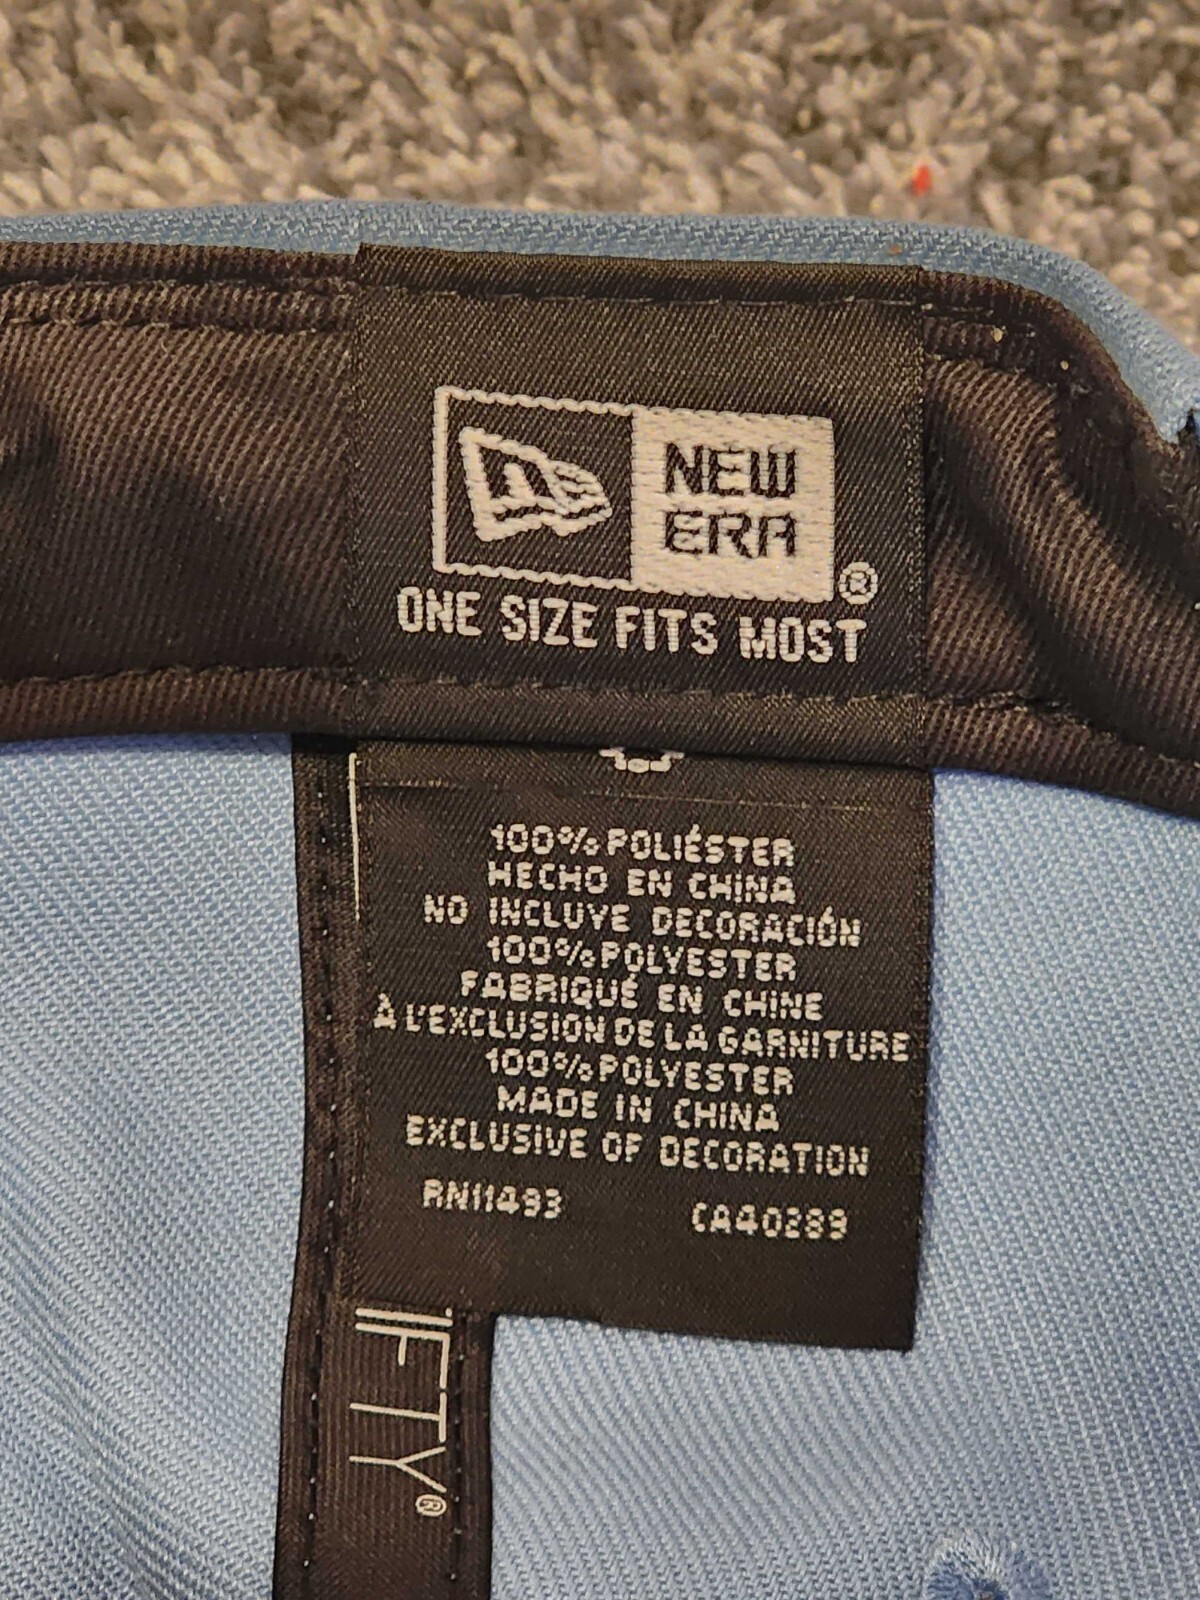 NEW
ERA
®
ONE SIZE FITS MOST
100% POLIÉSTER
HECHO EN CHINA
NO INCLUYE DECORACIÓN
100% POLYESTER
FABRIQUÉ EN CHINE
À L'EXCLUSION DE LA GARNITURE
100% POLYESTER
MADE IN CHINA
EXCLUSIVE OF DECORATION
RN11493 CA40289
IFTY®